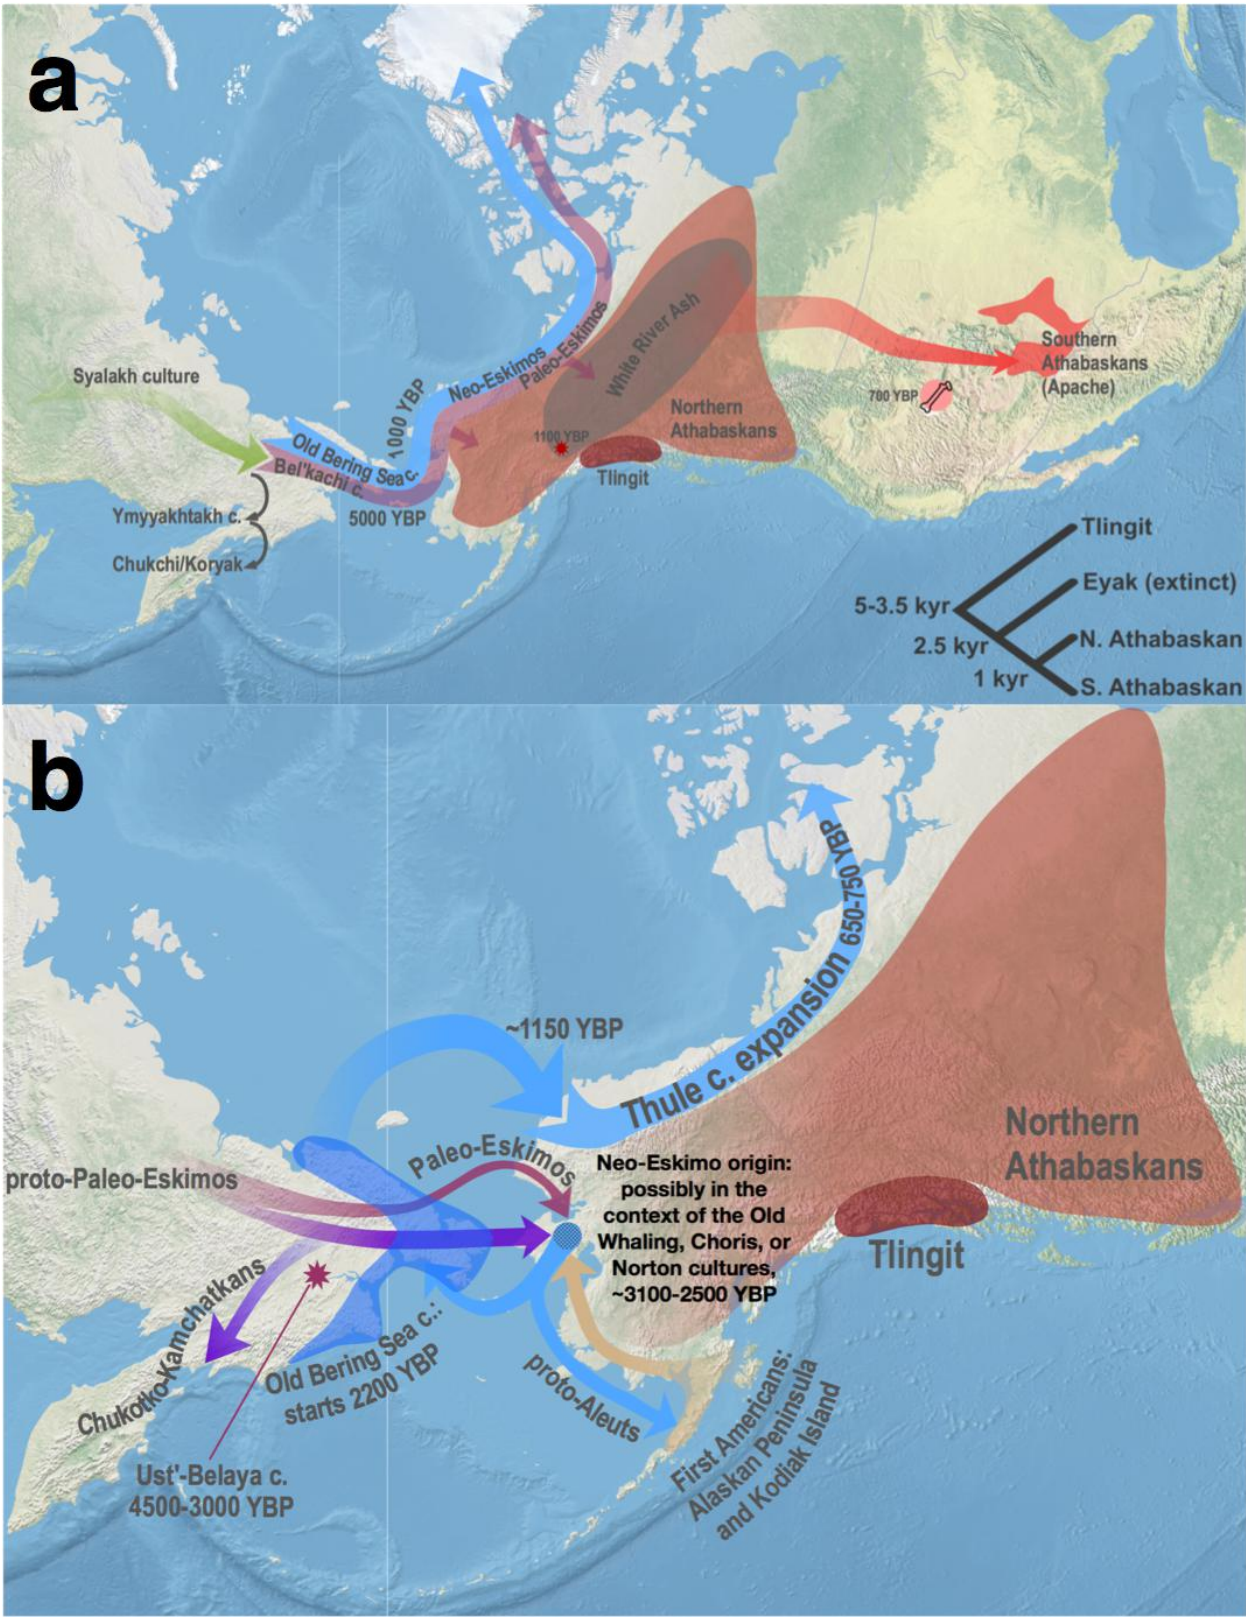 a
Syalakh culture
Old Bering Sea c.
Bel'kachi c.
Ymyyakhtakh c.
Chukchi/Koryak
5000 YBP
1000 YBP
Neo-Eskimos
Paleo-Eskimos
White River Ash
1100 YBP
Northern
Athabaskans
Tlingit
700 YBP
Southern
Athabaskans
(Apache)
Tlingit
Eyak (extinct)
5-3.5 kyr
2.5 kyr
N. Athabaskan
1 kyr
S. Athabaskan
b
~1150 YBP
Thule c. expansion 650-750 YBP
proto-Paleo-Eskimos
Paleo-Eskimos
Neo-Eskimo origin:
possibly in the
context of the Old
Whaling, Choris, or
Norton cultures,
~3100-2500 YBP
Northern
Athabaskans
Tlingit
Chukotko-Kamchatkans
Old Bering Sea c.:
starts 2200 YBP
proto-Aleuts
First Americans:
Alaskan Peninsula
and Kodiak Island
Ust'-Belaya c.
4500-3000 YBP